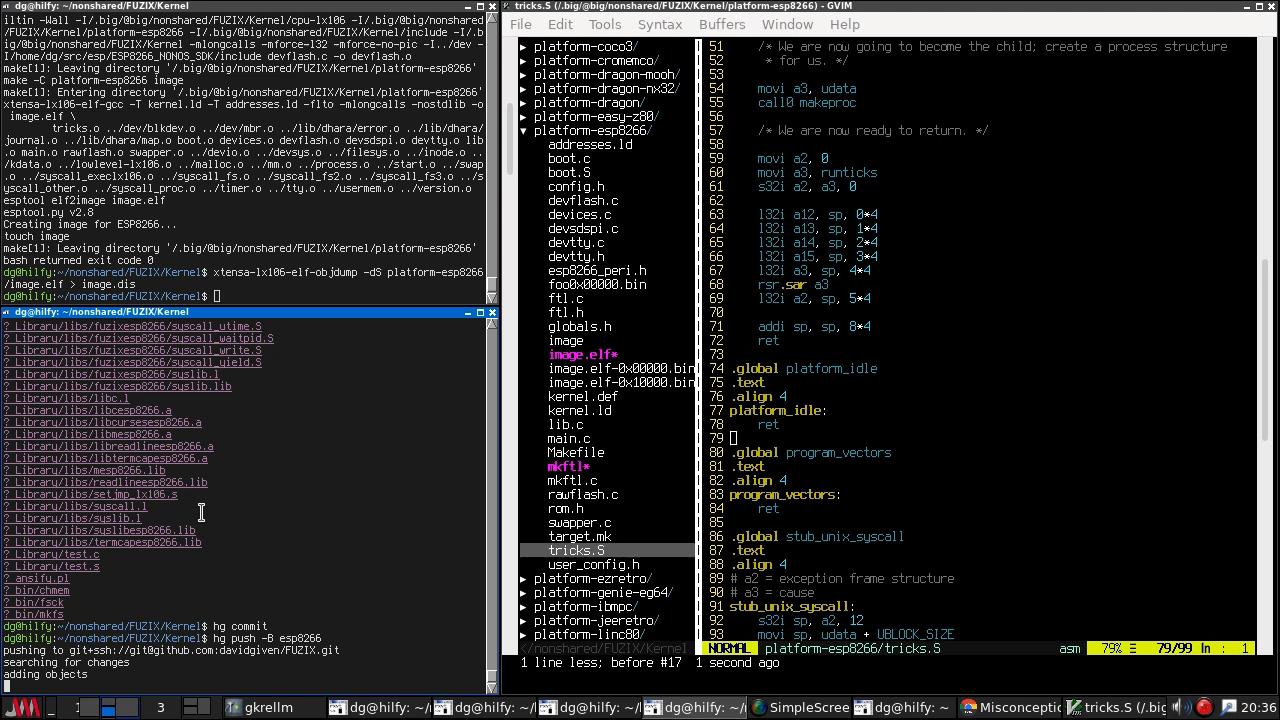 dg@hilfy: ~/nonshared/FUZIX/Kernel
iltin -Wall -I/.big/@big/@nonshared/FUZIX/Kernel/cpu-lx106 -I/.big/@big/@nonshared
/FUZIX/Kernel/platform-esp8266 -I/.big/@big/@nonshared/FUZIX/Kernel/include -I/.b
ig/@big/@nonshared/FUZIX/Kernel -mlongcalls -mforce-l32 -mforce-no-pic -I../dev -
I/home/dg/src/esp/ESP8266_NONOS_SDK/include devflash.c -o devflash.o
make[1]: Leaving directory '/.big/@big/@nonshared/FUZIX/Kernel/platform-esp8266'
make -C platform-esp8266 image
make[1]: Entering directory '/.big/@big/@nonshared/FUZIX/Kernel/platform-esp8266'
xtensa-lx106-elf-gcc -T kernel.ld -T addresses.ld -flto -mlongcalls -nostdlib -o
image.elf \
tricks.o ../dev/blkdev.o ../dev/mbr.o ../lib/dhara/error.o ../lib/dhara/
journal.o ../lib/dhara/map.o boot.o devices.o devflash.o devsdspi.o devtty.o lib
.o main.o rawflash.o swapper.o ../devio.o ../devsys.o ../filesys.o ../inode.o ..
/kdata.o ../lowlevel-lx106.o ../malloc.o ../mm.o ../process.o ../start.o ../swap
.o ../syscall_execlx106.o ../syscall_fs.o ../syscall_fs2.o ../syscall_fs3.o ../s
yscall_other.o ../syscall_proc.o ../timer.o ../tty.o ../usermem.o ../version.o
esptool elf2image image.elf
esptool.py v2.8
Creating image for ESP8266...
touch image
make[1]: Leaving directory '/.big/@big/@nonshared/FUZIX/Kernel/platform-esp8266'
bash returned exit code 0
dg@hilfy:~/nonshared/FUZIX/Kernel$ xtensa-lx106-elf-objdump -dS platform-esp8266
/image.elf > image.dis
dg@hilfy:~/nonshared/FUZIX/Kernel$
dg@hilfy: ~/nonshared/FUZIX/Kernel
? Library/libs/fuzixesp8266/syscall_utime.S
? Library/libs/fuzixesp8266/syscall_waitpid.S
? Library/libs/fuzixesp8266/syscall_write.S
? Library/libs/fuzixesp8266/syscall_yield.S
? Library/libs/fuzixesp8266/syslib.l
? Library/libs/fuzixesp8266/syslib.lib
? Library/libs/libc.l
? Library/libs/libcesp8266.a
? Library/libs/libcursesesp8266.a
? Library/libs/libmesp8266.a
? Library/libs/libreadlineesp8266.a
? Library/libs/libtermcapesp8266.a
? Library/libs/mesp8266.lib
? Library/libs/readlineesp8266.lib
? Library/libs/setjmp_lx106.s
? Library/libs/syscall.l
? Library/libs/syslib.l
? Library/libs/syslibesp8266.lib
? Library/libs/termcapesp8266.lib
? Library/test.c
? Library/test.s
? ansify.pl
? bin/chmem
? bin/fsck
? bin/mkfs
dg@hilfy:~/nonshared/FUZIX/Kernel$ hg commit
dg@hilfy:~/nonshared/FUZIX/Kernel$ hg push -B esp8266
pushing to git+ssh://git@github.com:davidgiven/FUZIX.git
searching for changes
adding objects
tricks.S (/.big/@big/@nonshared/FUZIX/Kernel/platform-esp8266) - GVIM
File Edit Tools Syntax Buffers Window Help
▸ platform-coco3/
▸ platform-cromemco/
▸ platform-dragon-mooh/
▸ platform-dragon-nx32/
▸ platform-dragon/
▸ platform-easy-z80/
▾ platform-esp8266/
addresses.ld
boot.c
boot.S
config.h
devflash.c
devices.c
devsdspi.c
devtty.c
devtty.h
esp8266_peri.h
foo0x00000.bin
ftl.c
ftl.h
globals.h
image
image.elf*
image.elf-0x00000.bin
image.elf-0x10000.bin
kernel.def
kernel.ld
lib.c
main.c
Makefile
mkftl*
mkftl.c
rawflash.c
rom.h
swapper.c
target.mk
tricks.S
user_config.h
▸ platform-ezretro/
▸ platform-genie-eg64/
▸ platform-ibmpc/
▸ platform-jeeretro/
▸ platform-linc80/
</nonshared/FUZIX/Kernel
51 /* We are now going to become the child; create a process structure
52 * for us. */
53
54 movi a3, udata
55 call0 makeproc
56
57 /* We are now ready to return. */
58
59 movi a2, 0
60 movi a3, runticks
61 s32i a2, a3, 0
62
63 l32i a12, sp, 0*4
64 l32i a13, sp, 1*4
65 l32i a14, sp, 2*4
66 l32i a15, sp, 3*4
67 l32i a3, sp, 4*4
68 rsr.sar a3
69 l32i a2, sp, 5*4
70
71 addi sp, sp, 8*4
72 ret
73
74 .global platform_idle
75 .text
76 .align 4
77 platform_idle:
78 ret
79
80 .global program_vectors
81 .text
82 .align 4
83 program_vectors:
84 ret
85
86 .global stub_unix_syscall
87 .text
88 .align 4
89 # a2 = exception frame structure
90 # a3 = cause
91 stub_unix_syscall:
92 s32i sp, a2, 12
93 movi sp, udata + UBLOCK_SIZE
NORMAL platform-esp8266/tricks.S asm 79% ☰ 79/99 ln : 1
1 line less; before #17 1 second ago
1 3 gkrellm dg@hilfy: ~/ dg@hilfy: ~/ dg@hilfy: ~/ dg@hilfy: ~/ SimpleScree dg@hilfy: ~ Misconceptic tricks.S (/.big 20:36